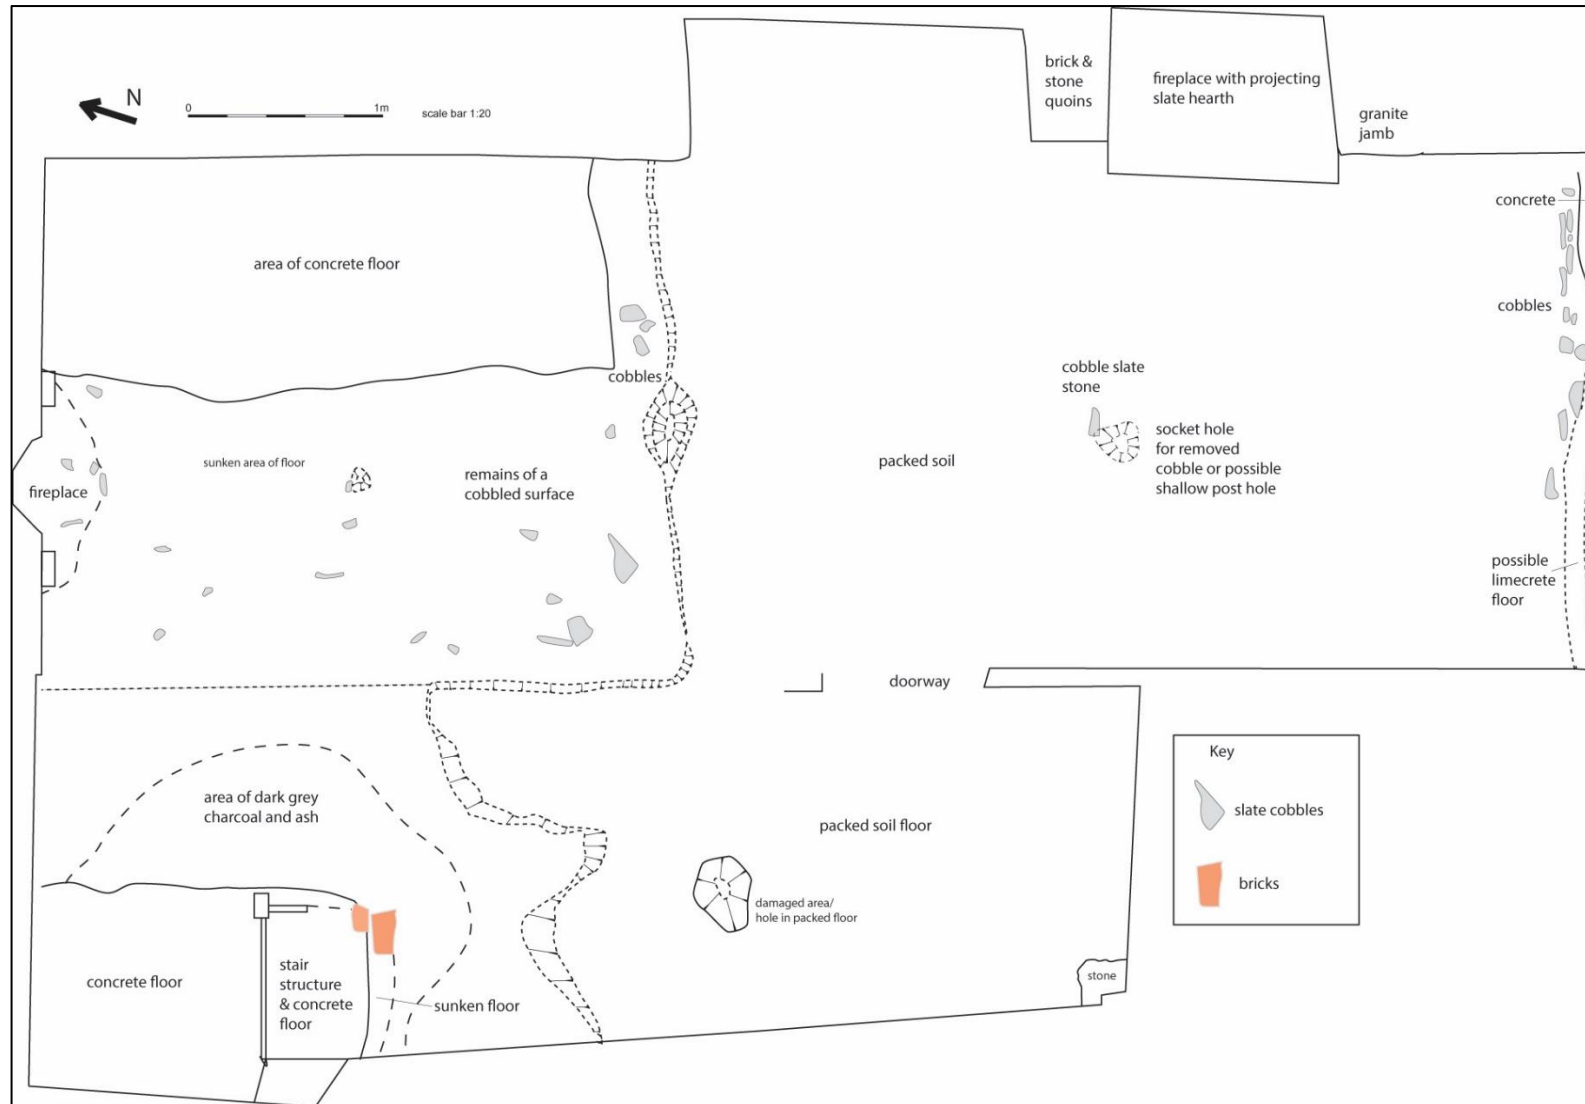 N
0
1m
scale bar 1:20
brick &
stone
quoins
fireplace with projecting
slate hearth
granite
jamb
concrete
area of concrete floor
cobbles
cobbles
cobble slate
stone
socket hole
for removed
cobble or possible
shallow post hole
packed soil
sunken area of floor
remains of a
cobbled surface
fireplace
possible
limecrete
floor
doorway
Key
slate cobbles
bricks
area of dark grey
charcoal and ash
packed soil floor
damaged area/
hole in packed floor
concrete floor
stair
structure
& concrete
floor
sunken floor
stone